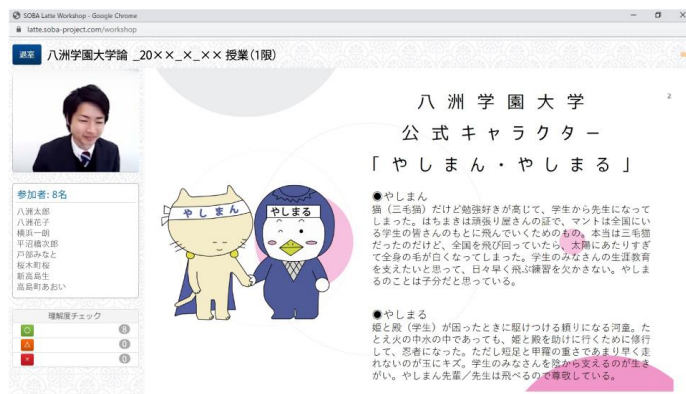 SOBA Latte Workshop - Google Chrome
latte.soba-project.com/workshop
退室 八洲学園大学論 _20××_×_×× 授業(1限)
参加者: 8名
八洲太郎
八洲花子
横浜一朗
平沼橋次郎
戸部みなと
桜木町桜
新高島生
高島町あおい
理解度チェック
○ 8
△ 0
× 0
やしまん
やしまる
2
八洲学園大学
公式キャラクター
「やしまん・やしまる」
●やしまん
猫(三毛猫)だけど勉強好きが高じて、学生から先生になって
しまった。はちまきは頑張り屋さんの証で、マントは全国にい
る学生の皆さんのもとに飛んでいくためのもの。本当は三毛猫
だったのだけど、全国を飛び回っていたら、太陽にあたりすぎ
て全身の毛が白くなってしまった。学生のみなさんの生涯教育
を支えたいと思って、日々早く飛ぶ練習を欠かさない。やしま
るのことは子分だと思っている。
●やしまる
姫と殿(学生)が困ったときに駆けつける頼りになる河童。た
とえ火の中水の中であっても、姫と殿を助けに行くために修行
して、忍者になった。ただし短足と甲羅の重さであまり早く走
れないのが玉にキズ。学生のみなさんを陰から支えるのが生き
がい。やしまん先輩/先生は飛べるので尊敬している。